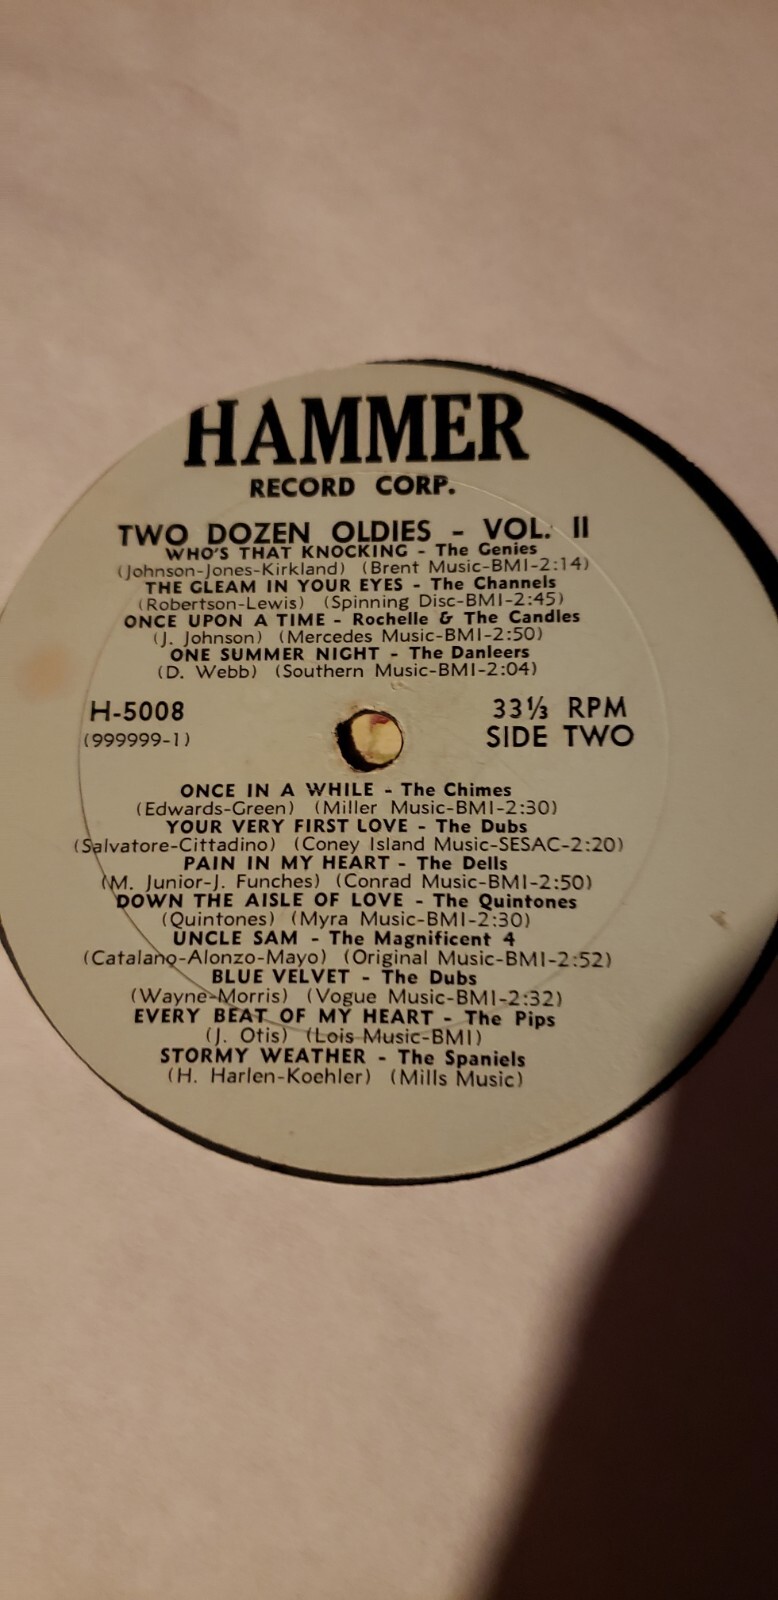 HAMMER
RECORD CORP.
TWO DOZEN OLDIES - VOL. II
WHO'S THAT KNOCKING - The Genies
(Johnson-Jones-Kirkland) (Brent Music-BMI-2:14)
THE GLEAM IN YOUR EYES - The Channels
(Robertson-Lewis) (Spinning Disc-BMI-2:45)
ONCE UPON A TIME - Rochelle & The Candles
(J. Johnson) (Mercedes Music-BMI-2:50)
ONE SUMMER NIGHT - The Danleers
(D. Webb) (Southern Music-BMI-2:04)
H-5008 33⅓ RPM
(999999-1) SIDE TWO
ONCE IN A WHILE - The Chimes
(Edwards-Green) (Miller Music-BMI-2:30)
YOUR VERY FIRST LOVE - The Dubs
(Salvatore-Cittadino) (Coney Island Music-SESAC-2:20)
PAIN IN MY HEART - The Dells
(M. Junior-J. Funches) (Conrad Music-BMI-2:50)
DOWN THE AISLE OF LOVE - The Quintones
(Quintones) (Myra Music-BMI-2:30)
UNCLE SAM - The Magnificent 4
(Catalano-Alonzo-Mayo) (Original Music-BMI-2:52)
BLUE VELVET - The Dubs
(Wayne-Morris) (Vogue Music-BMI-2:32)
EVERY BEAT OF MY HEART - The Pips
(J. Otis) (Lois Music-BMI)
STORMY WEATHER - The Spaniels
(H. Harlen-Koehler) (Mills Music)